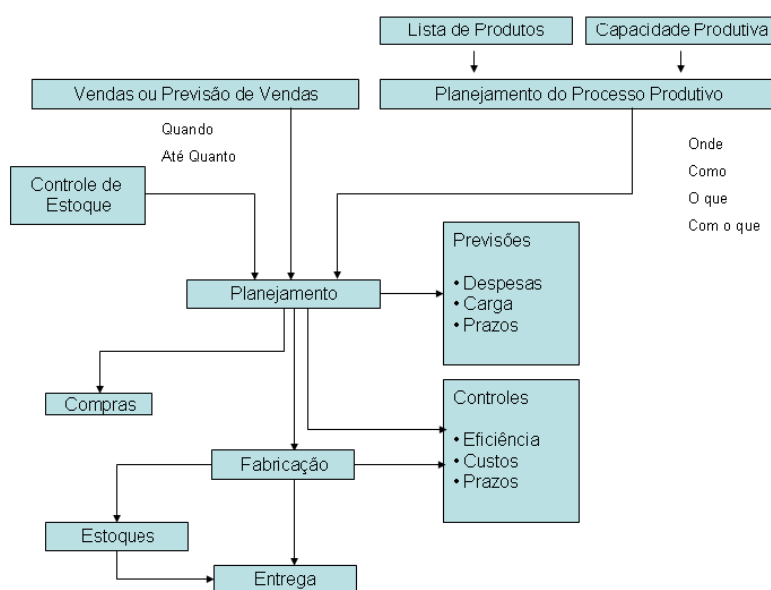 Lista de Produtos
Capacidade Produtiva
Vendas ou Previsão de Vendas
Planejamento do Processo Produtivo
Quando
Até Quanto
Onde
Como
O que
Com o que
Controle de
Estoque
Previsões
• Despesas
• Carga
• Prazos
Planejamento
Compras
Controles
• Eficiência
• Custos
• Prazos
Fabricação
Estoques
Entrega